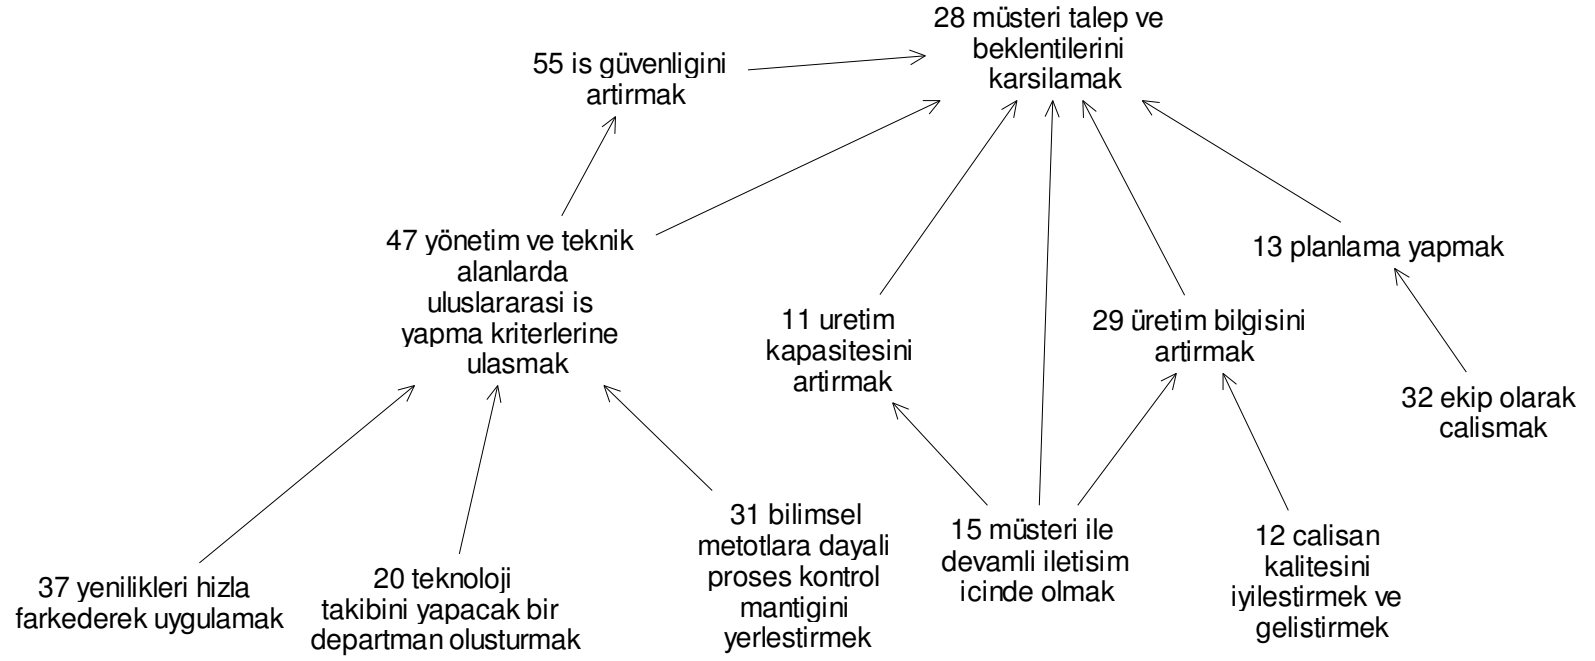 28 müsteri talep ve
beklentilerini
karsilamak
55 is güvenligini
artirmak
47 yönetim ve teknik
alanlarda
uluslararasi is
yapma kriterlerine
ulasmak
13 planlama yapmak
11 uretim
kapasitesini
artirmak
29 üretim bilgisini
artirmak
32 ekip olarak
calismak
37 yenilikleri hizla
farkederek uygulamak
20 teknoloji
takibini yapacak bir
departman olusturmak
31 bilimsel
metotlara dayali
proses kontrol
mantigini
yerlestirmek
15 müsteri ile
devamli iletisim
icinde olmak
12 calisan
kalitesini
iyilestirmek ve
gelistirmek